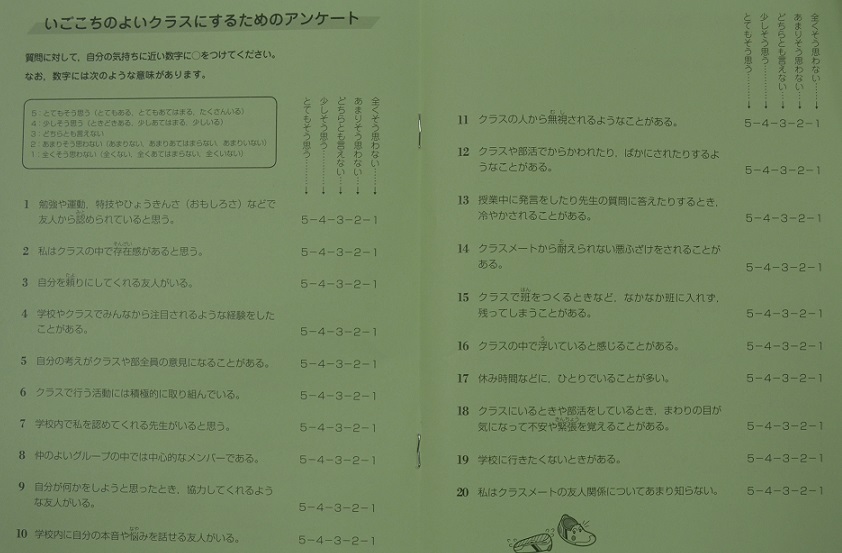 いごこちのよいクラスにするためのアンケート
質問に対して、自分の気持ちに近い数字に○をつけてください。
なお、数字には次のような意味があります。
5：とてもそう思う（とてもある、とてもあてはまる、たくさんいる）
4：少しそう思う（ときどきある、少しあてはまる、少しいる）
3：どちらとも言えない
2：あまりそう思わない（あまりない、あまりあてはまらない、あまりいない）
1：全くそう思わない（全くない、全くあてはまらない、全くいない）
とてもそう思う
少しそう思う
どちらとも言えない
あまりそう思わない
全くそう思わない
1 勉強や運動，特技やひょうきんさ（おもしろさ）などで
友人から認められていると思う。 5－4－3－2－1
2 私はクラスの中で存在感があると思う。 5－4－3－2－1
3 自分を頼りにしてくれる友人がいる。 5－4－3－2－1
4 学校やクラスでみんなから注目されるような経験をした
ことがある。 5－4－3－2－1
5 自分の考えがクラスや部全員の意見になることがある。 5－4－3－2－1
6 クラスで行う活動には積極的に取り組んでいる。 5－4－3－2－1
7 学校内で私を認めてくれる先生がいると思う。 5－4－3－2－1
8 仲のよいグループの中では中心的なメンバーである。 5－4－3－2－1
9 自分が何かをしようと思ったとき，協力してくれるよう
な友人がいる。 5－4－3－2－1
10 学校内に自分の本音や悩みを話せる友人がいる。 5－4－3－2－1
とてもそう思う
少しそう思う
どちらとも言えない
あまりそう思わない
全くそう思わない
11 クラスの人から無視されるようなことがある。 5－4－3－2－1
12 クラスや部活でからかわれたり，ばかにされたりするよ
うなことがある。 5－4－3－2－1
13 授業中に発言をしたり先生の質問に答えたりするとき，
冷やかされることがある。 5－4－3－2－1
14 クラスメートから耐えられない悪ふざけをされることが
ある。 5－4－3－2－1
15 クラスで班をつくるときなど，なかなか班に入れず，
残ってしまうことがある。 5－4－3－2－1
16 クラスの中で浮いていると感じることがある。 5－4－3－2－1
17 休み時間などに，ひとりでいることが多い。 5－4－3－2－1
18 クラスにいるときや部活をしているとき，まわりの目が
気になって不安や緊張を覚えることがある。 5－4－3－2－1
19 学校に行きたくないときがある。 5－4－3－2－1
20 私はクラスメートの友人関係についてあまり知らない。 5－4－3－2－1